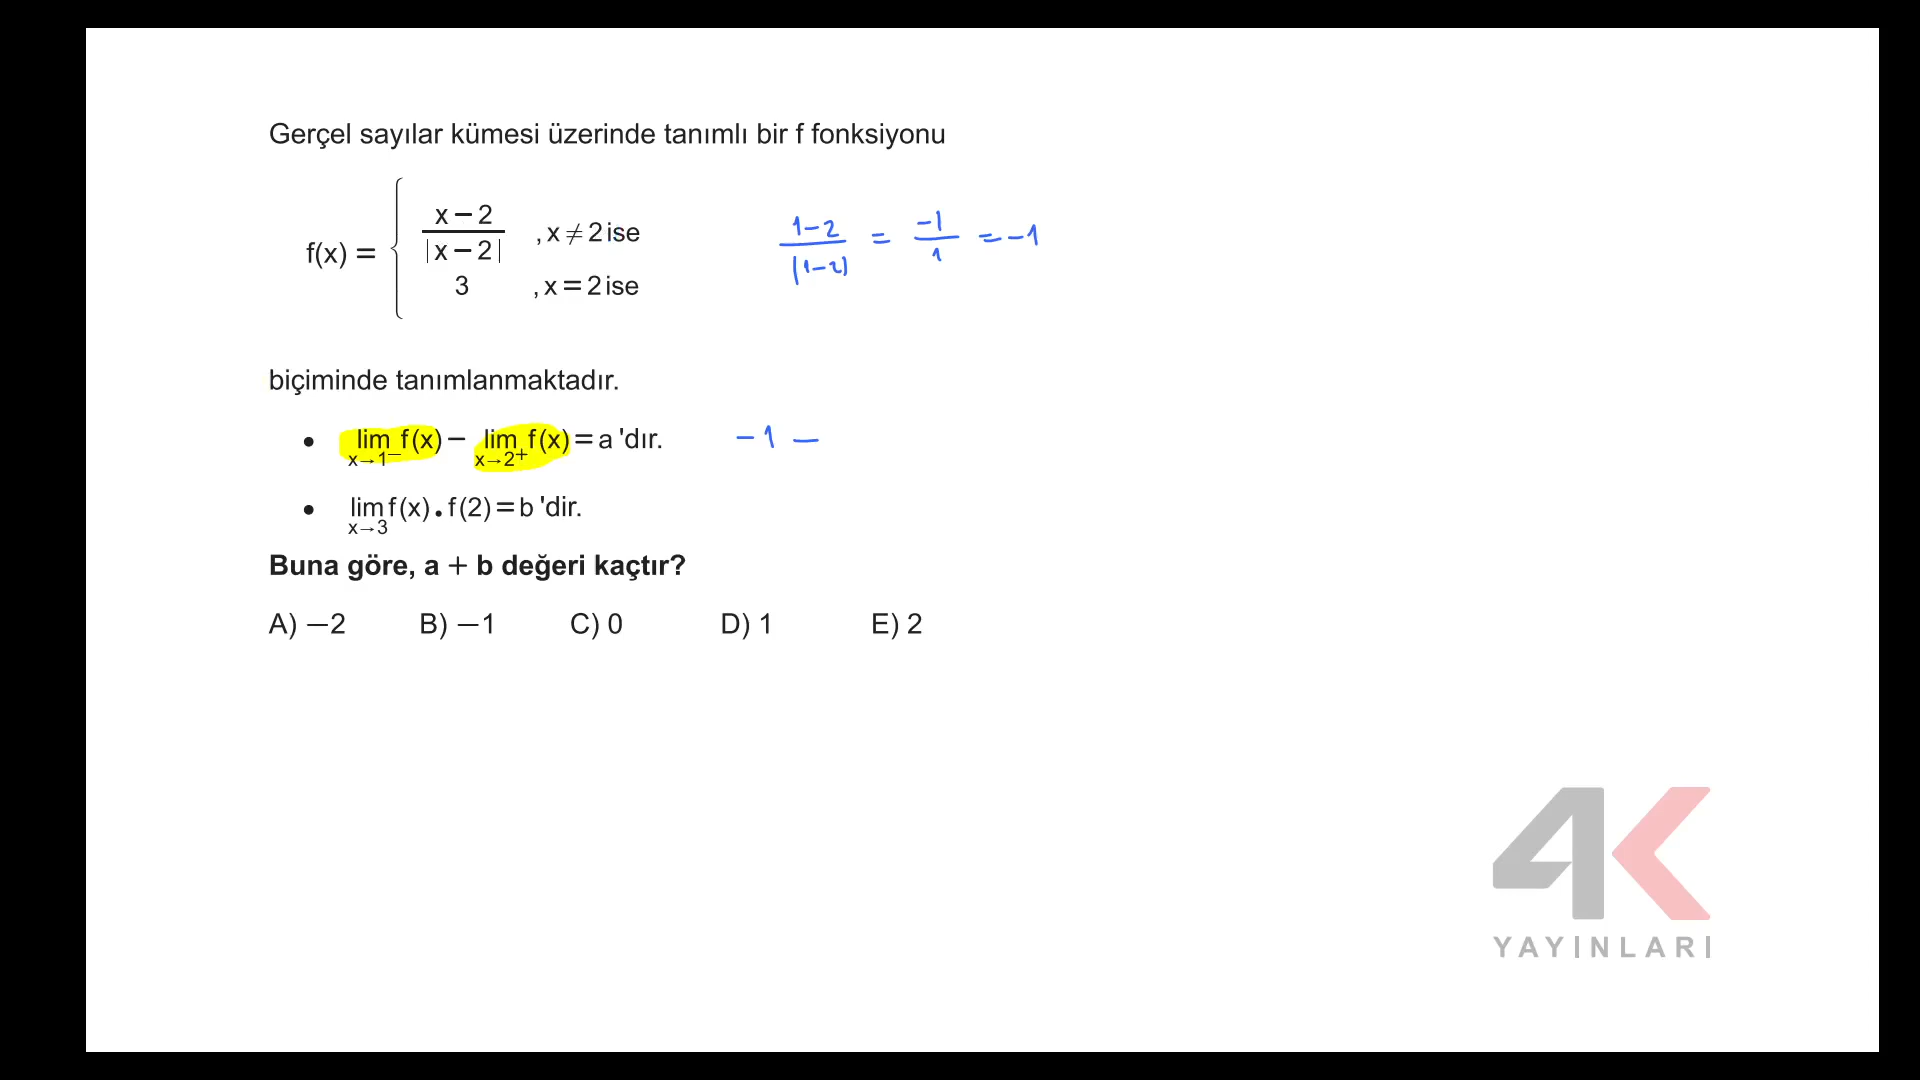 Gerçel sayılar kümesi üzerinde tanımlı bir f fonksiyonu
f(x) = { (x − 2)/|x − 2| , x ≠ 2 ise
3 , x = 2 ise
(1−2)/|1−2| = −1/1 = −1
biçiminde tanımlanmaktadır.
• lim x→1⁻ f(x) − lim x→2⁺ f(x) = a 'dır. −1 −
• lim x→3 f(x) . f(2) = b 'dir.
Buna göre, a + b değeri kaçtır?
A) −2 B) −1 C) 0 D) 1 E) 2
4K
YAYINLARI